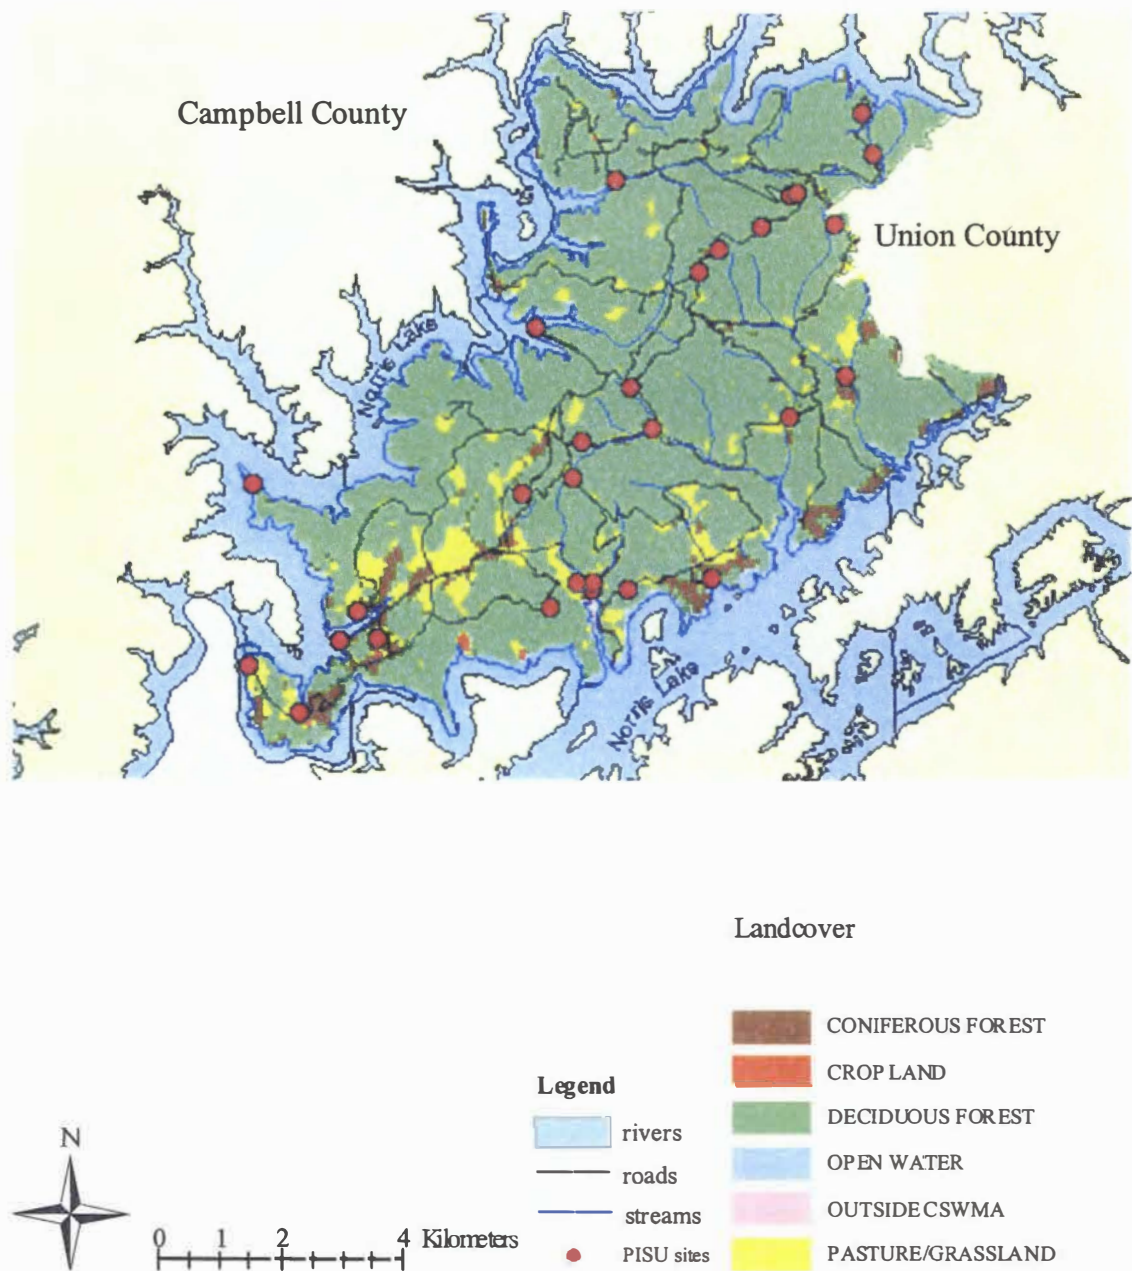 Campbell County
Union County
Norris Lake
Norris Lake
Landcover
CONIFEROUS FOREST
CROP LAND
DECIDUOUS FOREST
OPEN WATER
OUTSIDE CSWMA
PASTURE/GRASSLAND
Legend
rivers
roads
streams
PISU sites
N
0 1 2 4 Kilometers